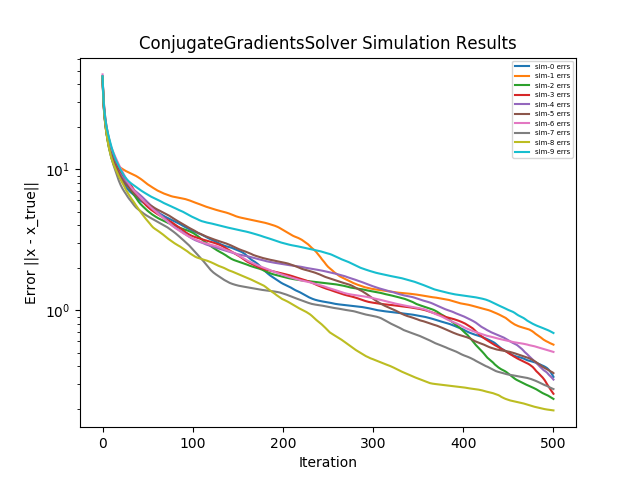 ConjugateGradientsSolver Simulation Results
sim-0 errs
sim-1 errs
sim-2 errs
sim-3 errs
sim-4 errs
sim-5 errs
sim-6 errs
sim-7 errs
sim-8 errs
sim-9 errs
Error ||x - x_true||
10¹
10⁰
0 100 200 300 400 500
Iteration